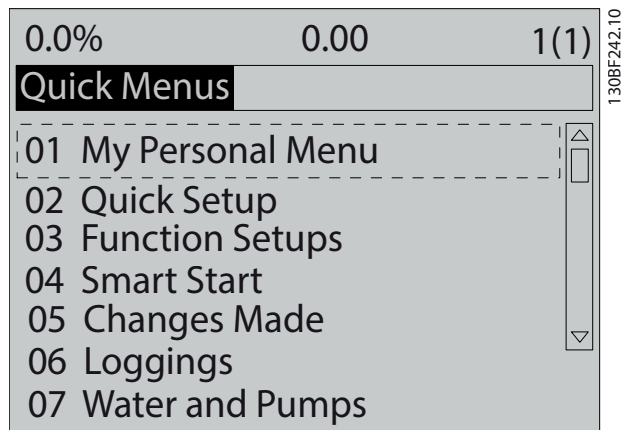 0.0% 0.00 1(1)
Quick Menus
01 My Personal Menu
02 Quick Setup
03 Function Setups
04 Smart Start
05 Changes Made
06 Loggings
07 Water and Pumps
130BF242.10